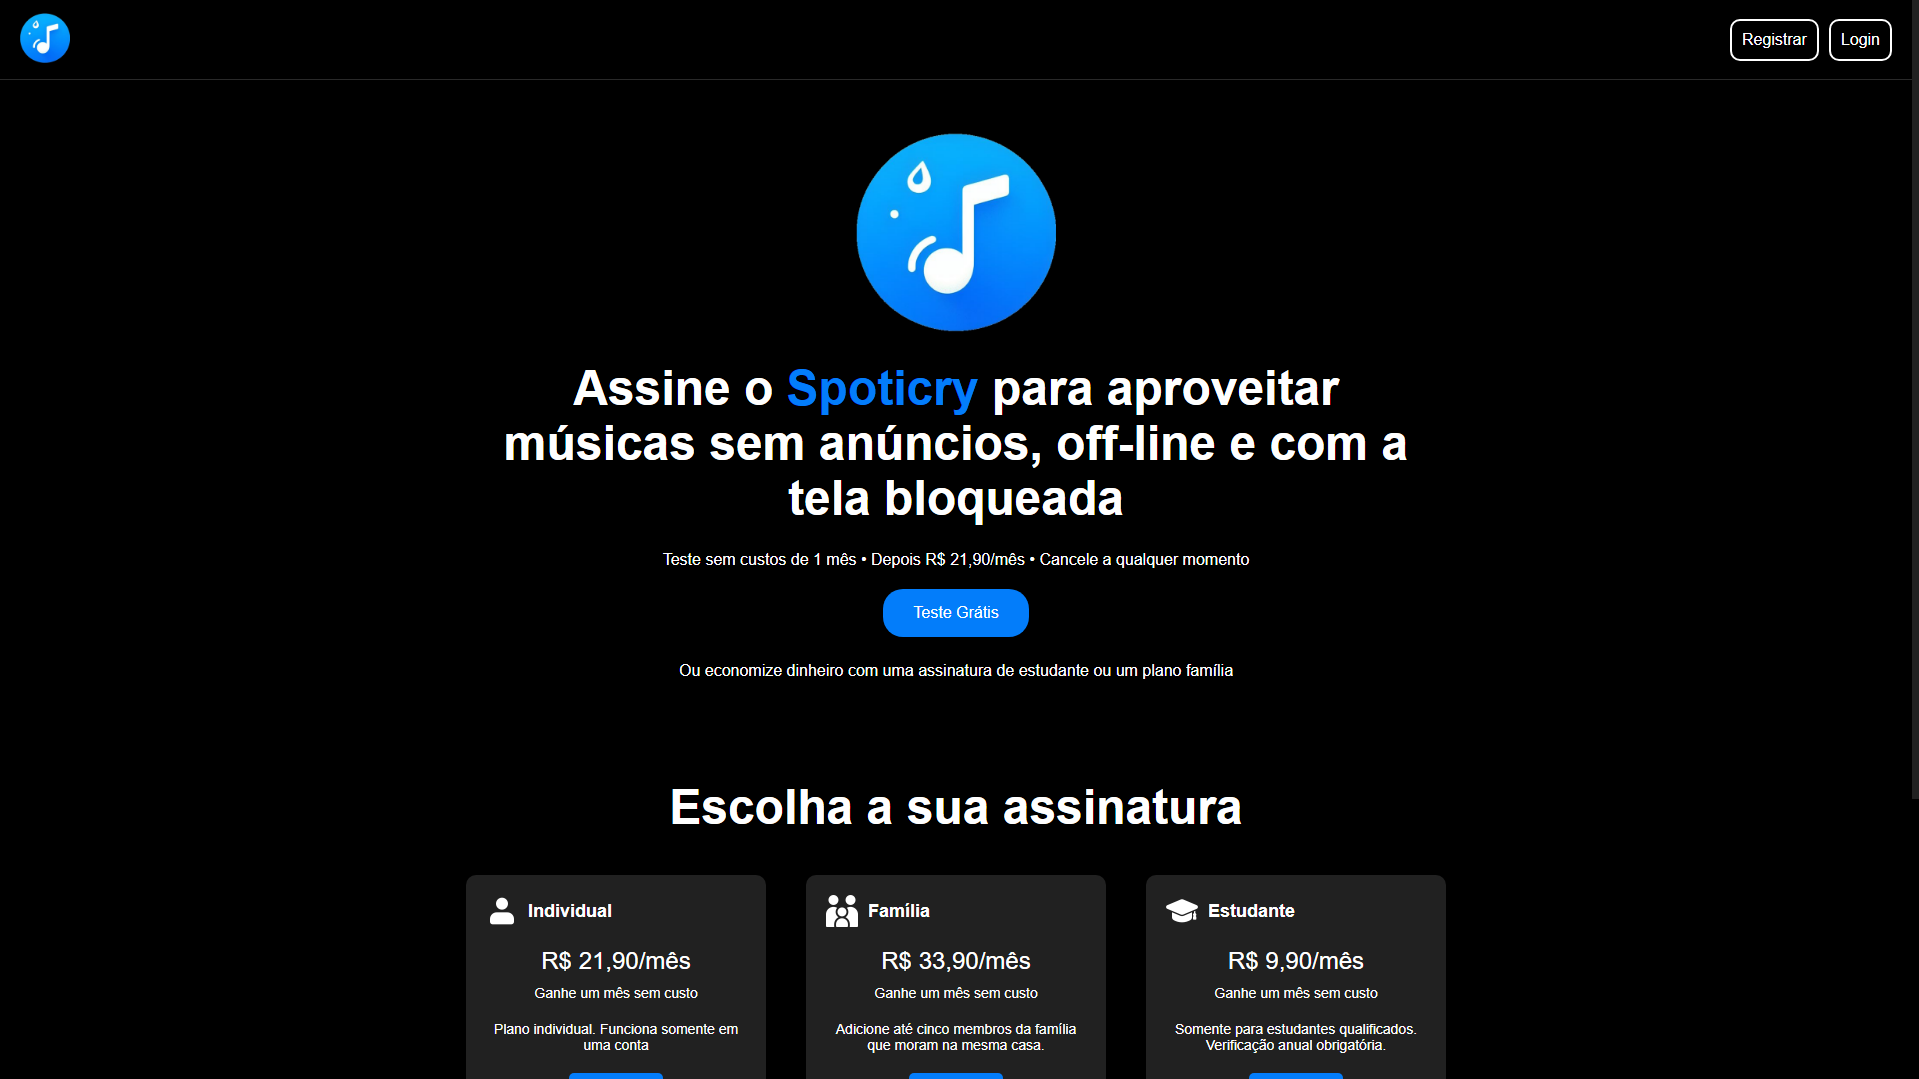 Registrar
Login
Assine o Spoticry para aproveitar
músicas sem anúncios, off-line e com a
tela bloqueada
Teste sem custos de 1 mês • Depois R$ 21,90/mês • Cancele a qualquer momento
Teste Grátis
Ou economize dinheiro com uma assinatura de estudante ou um plano família
Escolha a sua assinatura
Individual
R$ 21,90/mês
Ganhe um mês sem custo
Plano individual. Funciona somente em
uma conta
Família
R$ 33,90/mês
Ganhe um mês sem custo
Adicione até cinco membros da família
que moram na mesma casa.
Estudante
R$ 9,90/mês
Ganhe um mês sem custo
Somente para estudantes qualificados.
Verificação anual obrigatória.